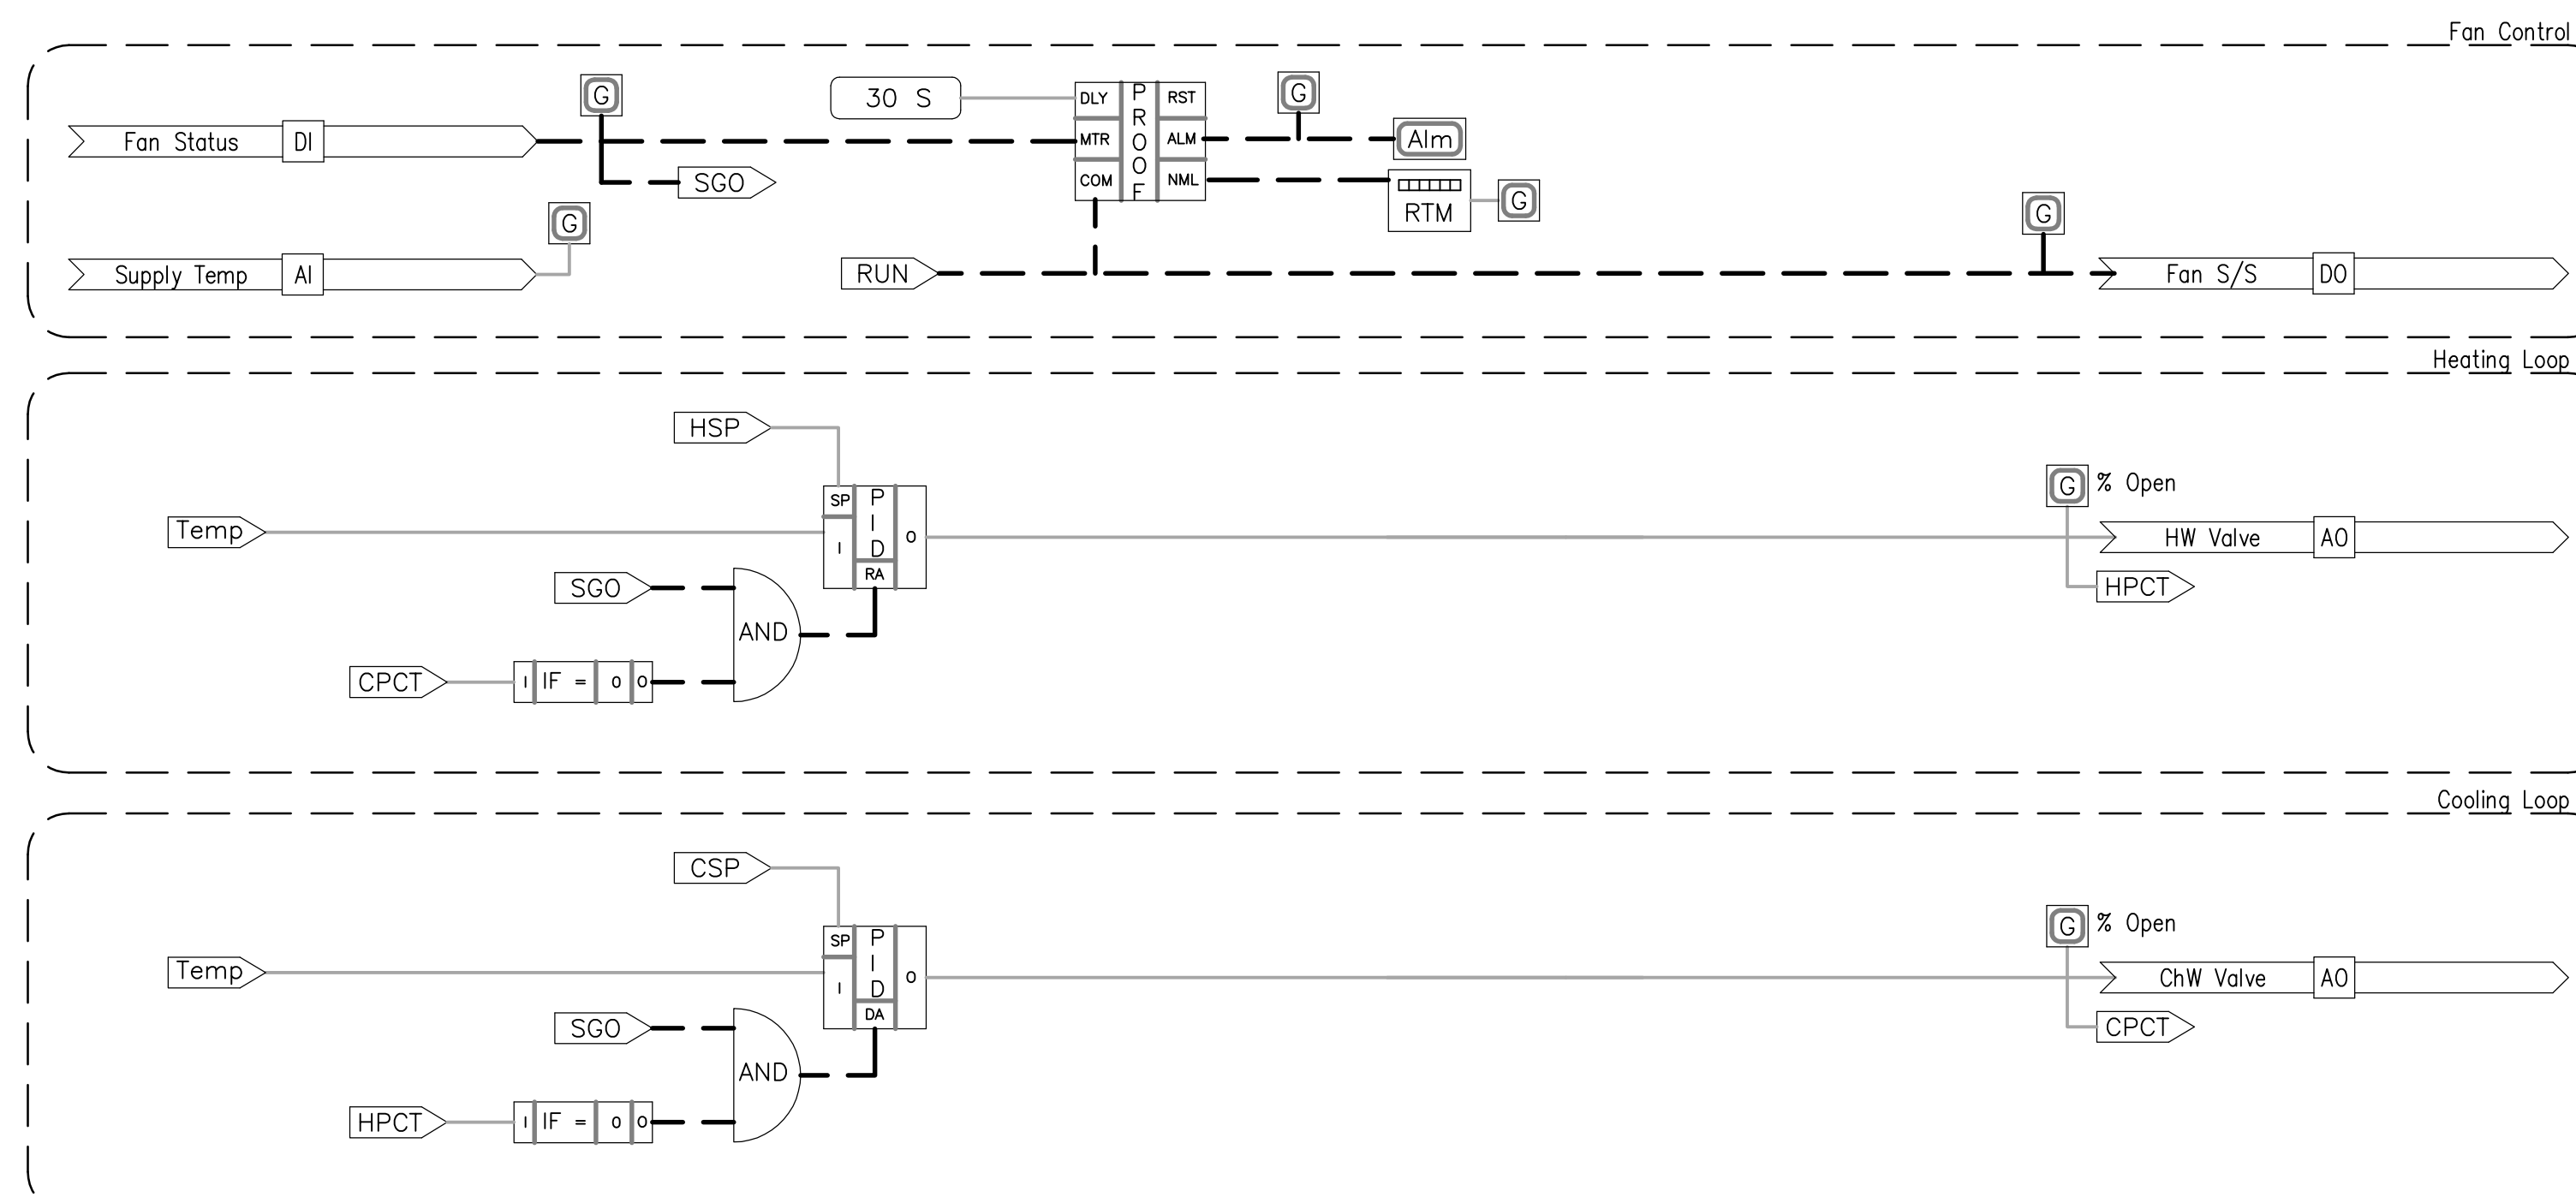 Fan Control
G
30 S
DLY
P
R
O
O
F
RST
G
Fan Status
DI
MTR
ALM
Alm
SGO
COM
NML
RTM
G
G
G
Supply Temp
AI
RUN
Fan S/S
DO
Heating Loop
HSP
G
% Open
SP
P
I
D
Temp
I
O
HW Valve
AO
RA
SGO
HPCT
AND
CPCT
I
IF =
0
O
Cooling Loop
CSP
G
% Open
SP
P
I
D
Temp
I
O
ChW Valve
AO
DA
SGO
CPCT
AND
HPCT
I
IF =
0
O